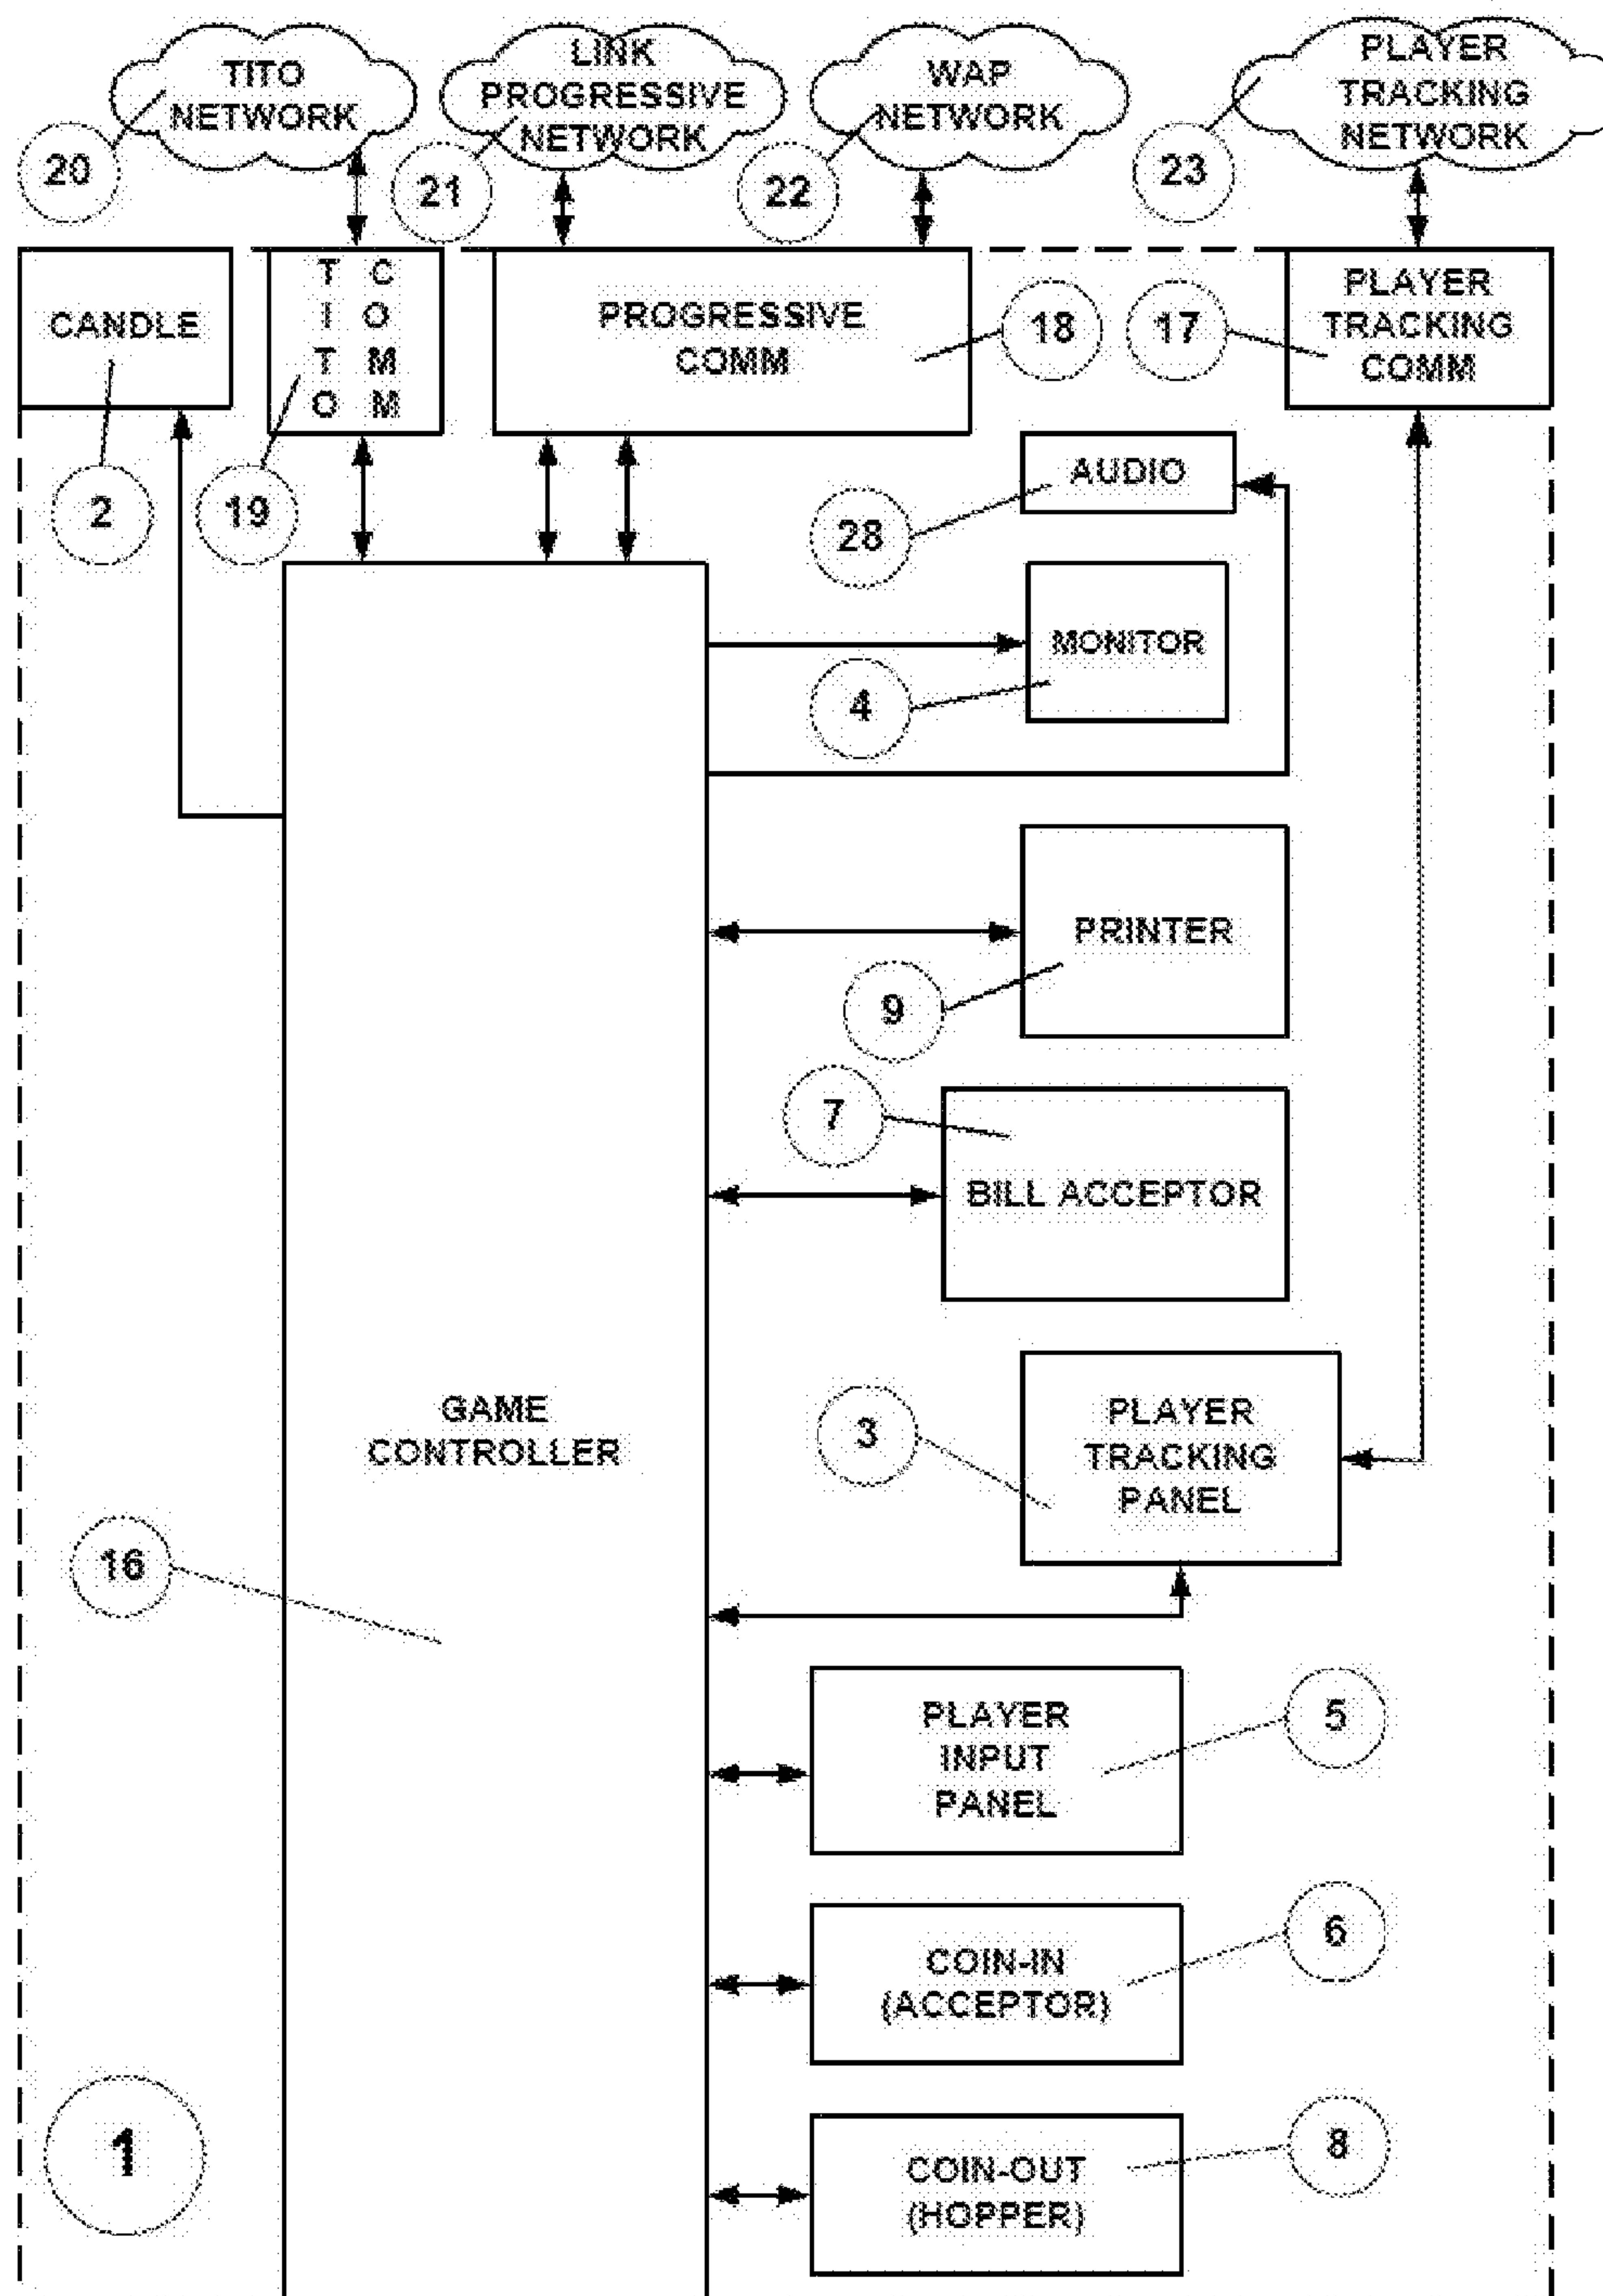 TITO
NETWORK
LINK
PROGRESSIVE
NETWORK
WAP
NETWORK
PLAYER
TRACKING
NETWORK
20
21
22
23
CANDLE
TITO
COMM
PROGRESSIVE
COMM
18
17
PLAYER
TRACKING
COMM
2
19
AUDIO
28
MONITOR
4
PRINTER
9
7
BILL ACCEPTOR
GAME
CONTROLLER
3
PLAYER
TRACKING
PANEL
16
PLAYER
INPUT
PANEL
5
COIN-IN
(ACCEPTOR)
6
1
COIN-OUT
(HOPPER)
8